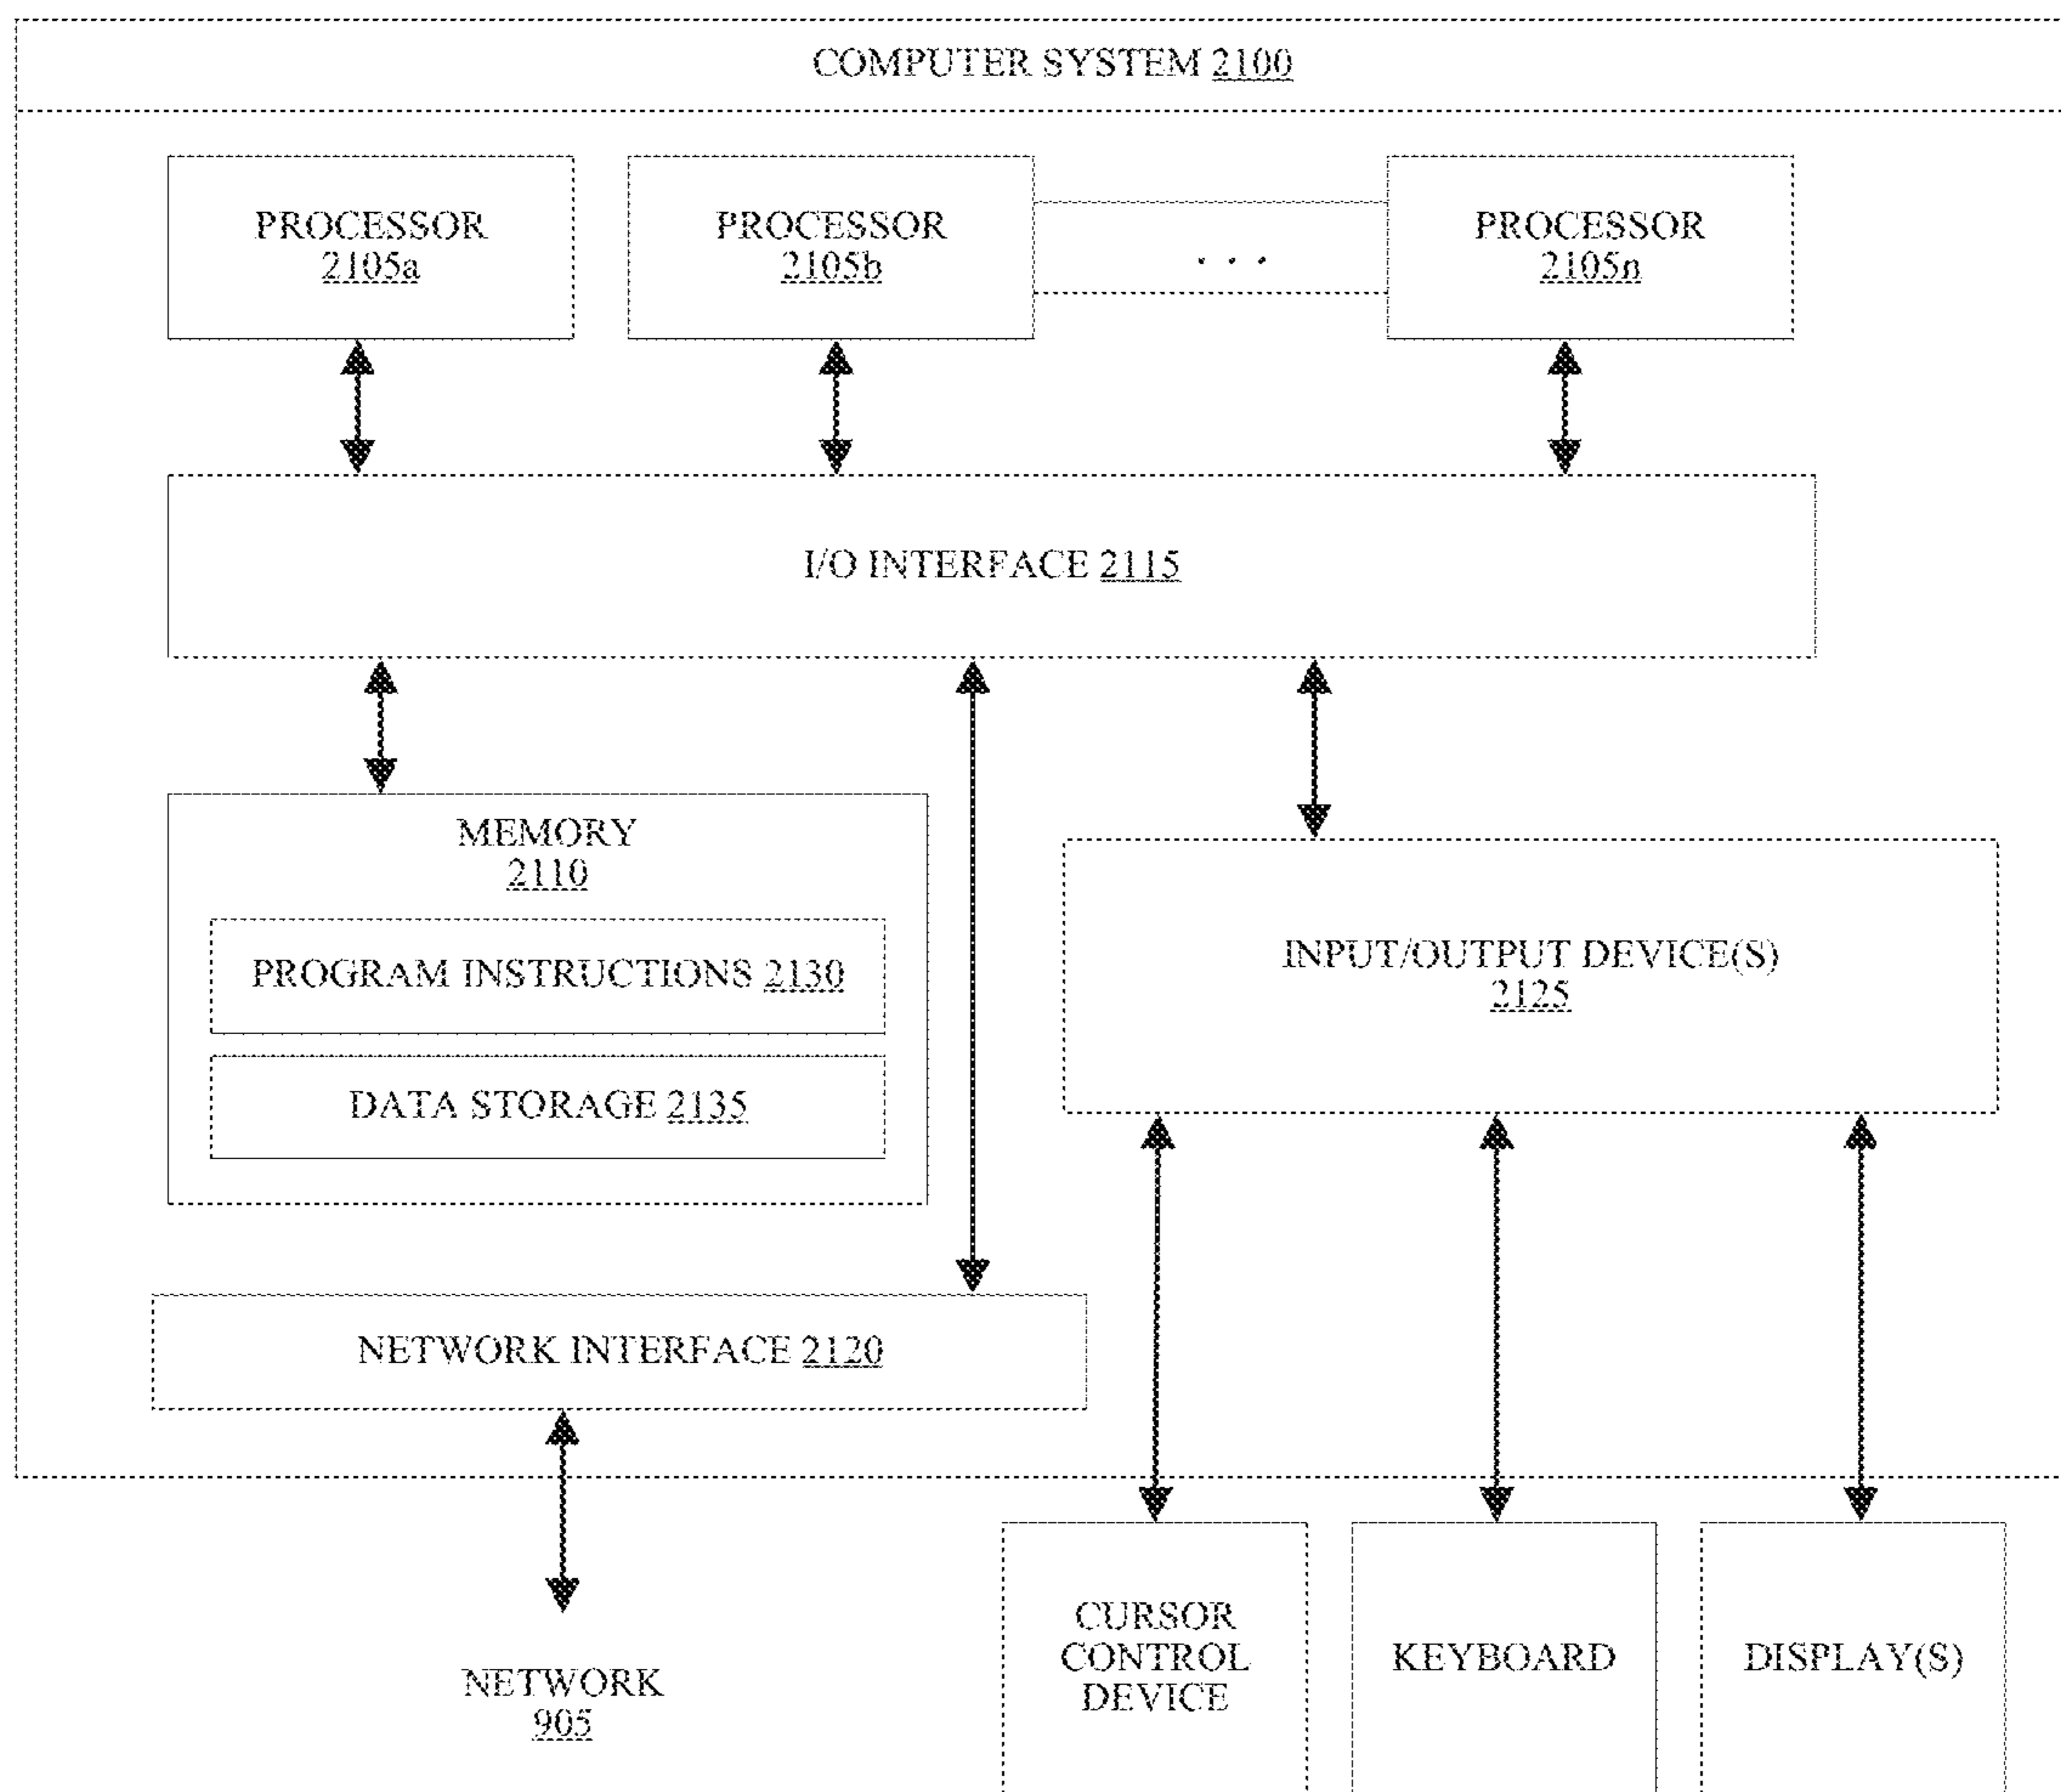 COMPUTER SYSTEM 2100
PROCESSOR
2105a
PROCESSOR
2105b
. . .
PROCESSOR
2105n
I/O INTERFACE 2115
MEMORY
2110
PROGRAM INSTRUCTIONS 2130
DATA STORAGE 2135
INPUT/OUTPUT DEVICE(S)
2125
NETWORK INTERFACE 2120
NETWORK
905
CURSOR
CONTROL
DEVICE
KEYBOARD
DISPLAY(S)